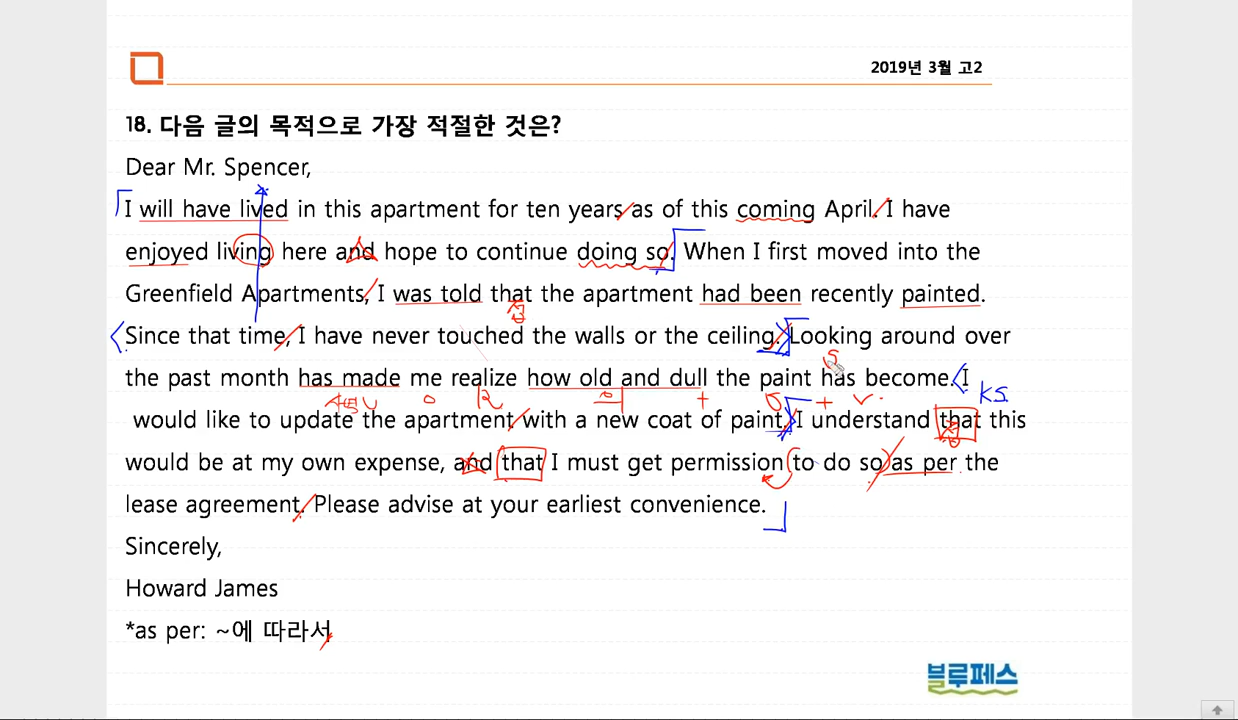 2019년 3월 고2
18. 다음 글의 목적으로 가장 적절한 것은?
Dear Mr. Spencer,
I will have lived in this apartment for ten years as of this coming April. I have
enjoyed living here and hope to continue doing so. When I first moved into the
Greenfield Apartments, I was told that the apartment had been recently painted.
접
Since that time, I have never touched the walls or the ceiling. Looking around over
S
the past month has made me realize how old and dull the paint has become. I
KS
O
+ S + V
would like to update the apartment with a new coat of paint. I understand that this
would be at my own expense, and that I must get permission to do so as per the
lease agreement. Please advise at your earliest convenience.
Sincerely,
Howard James
*as per: ~에 따라서
블루페스